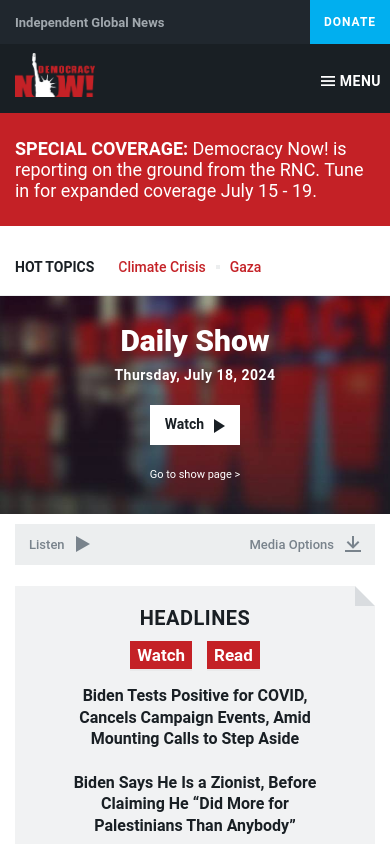 Independent Global News
DONATE
DEMOCRACY
NOW!
MENU
SPECIAL COVERAGE: Democracy Now! is
reporting on the ground from the RNC. Tune
in for expanded coverage July 15 - 19.
HOT TOPICS
Climate Crisis
Gaza
Daily Show
Thursday, July 18, 2024
Watch
Go to show page >
Listen
Media Options
HEADLINES
Watch
Read
Biden Tests Positive for COVID,
Cancels Campaign Events, Amid
Mounting Calls to Step Aside
Biden Says He Is a Zionist, Before
Claiming He “Did More for
Palestinians Than Anybody”